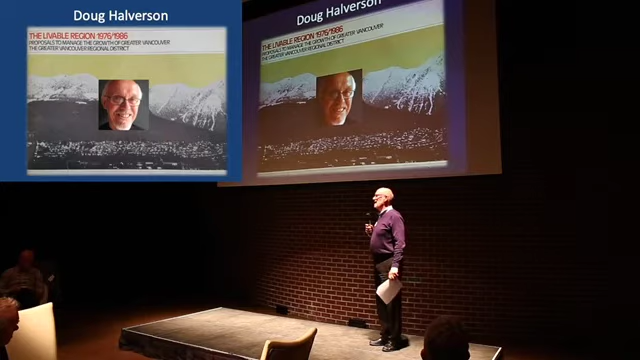 Doug Halverson
THE LIVABLE REGION 1976/1986
PROPOSALS TO MANAGE THE GROWTH OF GREATER VANCOUVER
THE GREATER VANCOUVER REGIONAL DISTRICT
Doug Halverson
THE LIVABLE REGION 1976/1986
PROPOSALS TO MANAGE THE GROWTH OF GREATER VANCOUVER
THE GREATER VANCOUVER REGIONAL DISTRICT